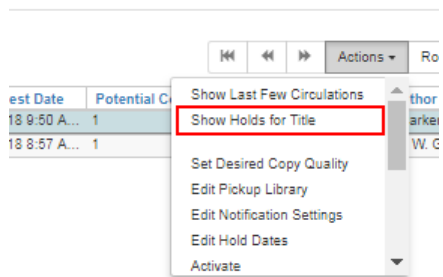 Actions Ro
est Date Potential C thor
18 9:50 A... 1 arker
18 8:57 A... 1 W. G
Show Last Few Circulations
Show Holds for Title
Set Desired Copy Quality
Edit Pickup Library
Edit Notification Settings
Edit Hold Dates
Activate